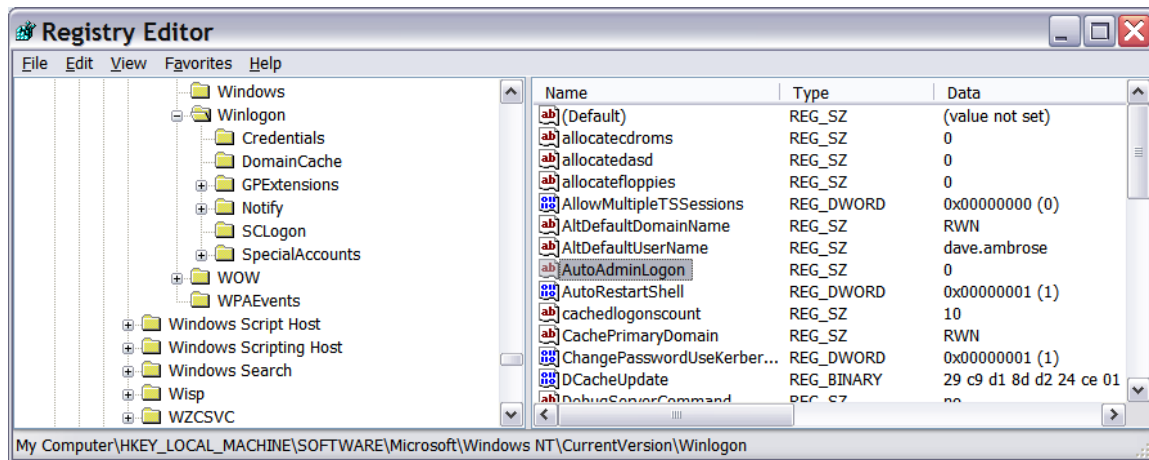 Registry Editor
File Edit View Favorites Help
Windows
Winlogon
Credentials
DomainCache
GPExtensions
Notify
SCLogon
SpecialAccounts
WOW
WPAEvents
Windows Script Host
Windows Scripting Host
Windows Search
Wisp
WZCSVC
Name Type Data
(Default) REG_SZ (value not set)
allocatecdroms REG_SZ 0
allocatedasd REG_SZ 0
allocatefloppies REG_SZ 0
AllowMultipleTSSessions REG_DWORD 0x00000000 (0)
AltDefaultDomainName REG_SZ RWN
AltDefaultUserName REG_SZ dave.ambrose
AutoAdminLogon REG_SZ 0
AutoRestartShell REG_DWORD 0x00000001 (1)
cachedlogonscount REG_SZ 10
CachePrimaryDomain REG_SZ RWN
ChangePasswordUseKerber... REG_DWORD 0x00000001 (1)
DCacheUpdate REG_BINARY 29 c9 d1 8d d2 24 ce 01
DebugServerCommand REG_SZ no
My Computer\HKEY_LOCAL_MACHINE\SOFTWARE\Microsoft\Windows NT\CurrentVersion\Winlogon